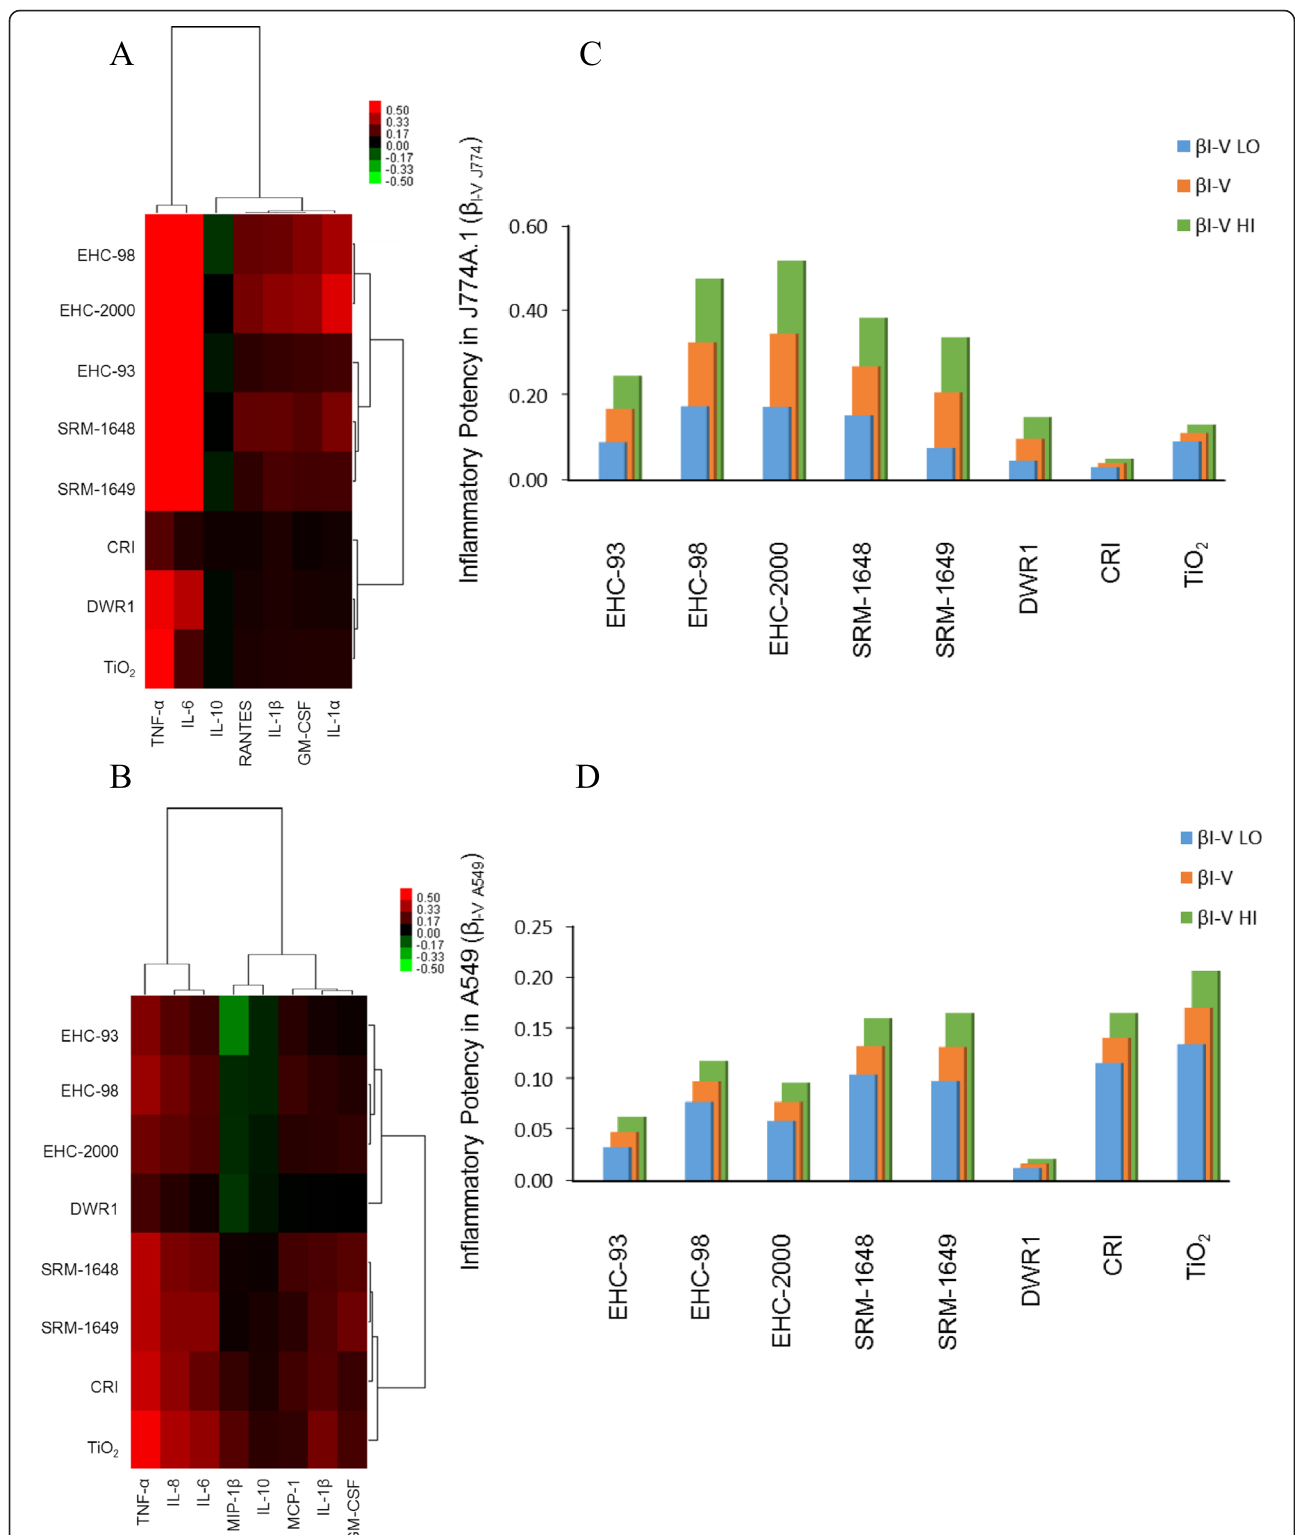 A
0.50
0.33
0.17
0.00
-0.17
-0.33
-0.50
EHC-98
EHC-2000
EHC-93
SRM-1648
SRM-1649
CRI
DWR1
TiO2
TNF-α
IL-6
IL-10
RANTES
IL-1β
GM-CSF
IL-1α
C
βI-V LO
βI-V
βI-V HI
Inflammatory Potency in J774A.1 (βI-V J774)
0.60
0.40
0.20
0.00
EHC-93
EHC-98
EHC-2000
SRM-1648
SRM-1649
DWR1
CRI
TiO2
B
0.50
0.33
0.17
0.00
-0.17
-0.33
-0.50
EHC-93
EHC-98
EHC-2000
DWR1
SRM-1648
SRM-1649
CRI
TiO2
TNF-α
IL-8
IL-6
MIP-1β
IL-10
MCP-1
IL-1β
GM-CSF
D
βI-V LO
βI-V
βI-V HI
Inflammatory Potency in A549 (βI-V A549)
0.25
0.20
0.15
0.10
0.05
0.00
EHC-93
EHC-98
EHC-2000
SRM-1648
SRM-1649
DWR1
CRI
TiO2